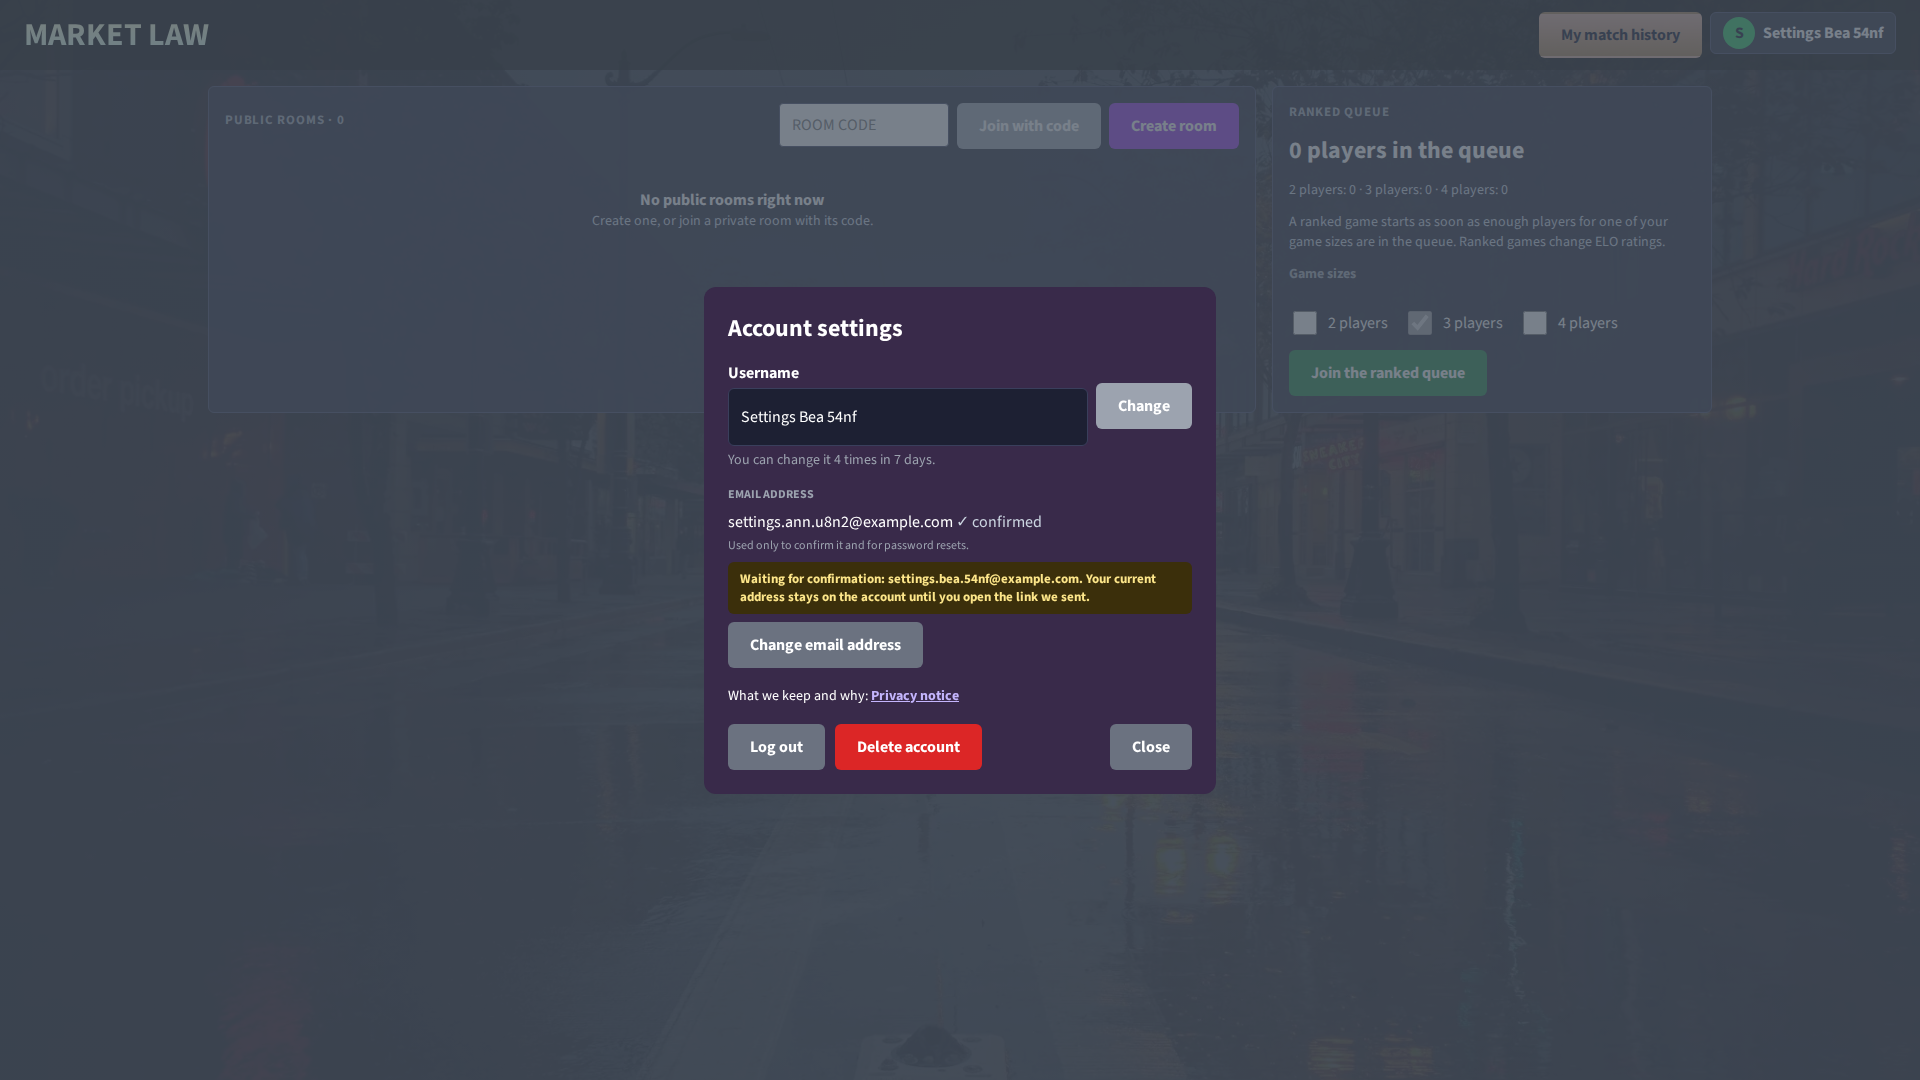 MARKET LAW
My match history
S
Settings Bea 54nf
PUBLIC ROOMS · 0
ROOM CODE
Join with code
Create room
No public rooms right now
Create one, or join a private room with its code.
RANKED QUEUE
0 players in the queue
2 players: 0 · 3 players: 0 · 4 players: 0
A ranked game starts as soon as enough players for one of your
game sizes are in the queue. Ranked games change ELO ratings.
Game sizes
2 players
3 players
4 players
Join the ranked queue
order pickup
SNEAKER
CITY
Account settings
Username
Settings Bea 54nf
Change
You can change it 4 times in 7 days.
EMAIL ADDRESS
settings.ann.u8n2@example.com ✓ confirmed
Used only to confirm it and for password resets.
Waiting for confirmation: settings.bea.54nf@example.com. Your current
address stays on the account until you open the link we sent.
Change email address
What we keep and why: Privacy notice
Log out
Delete account
Close